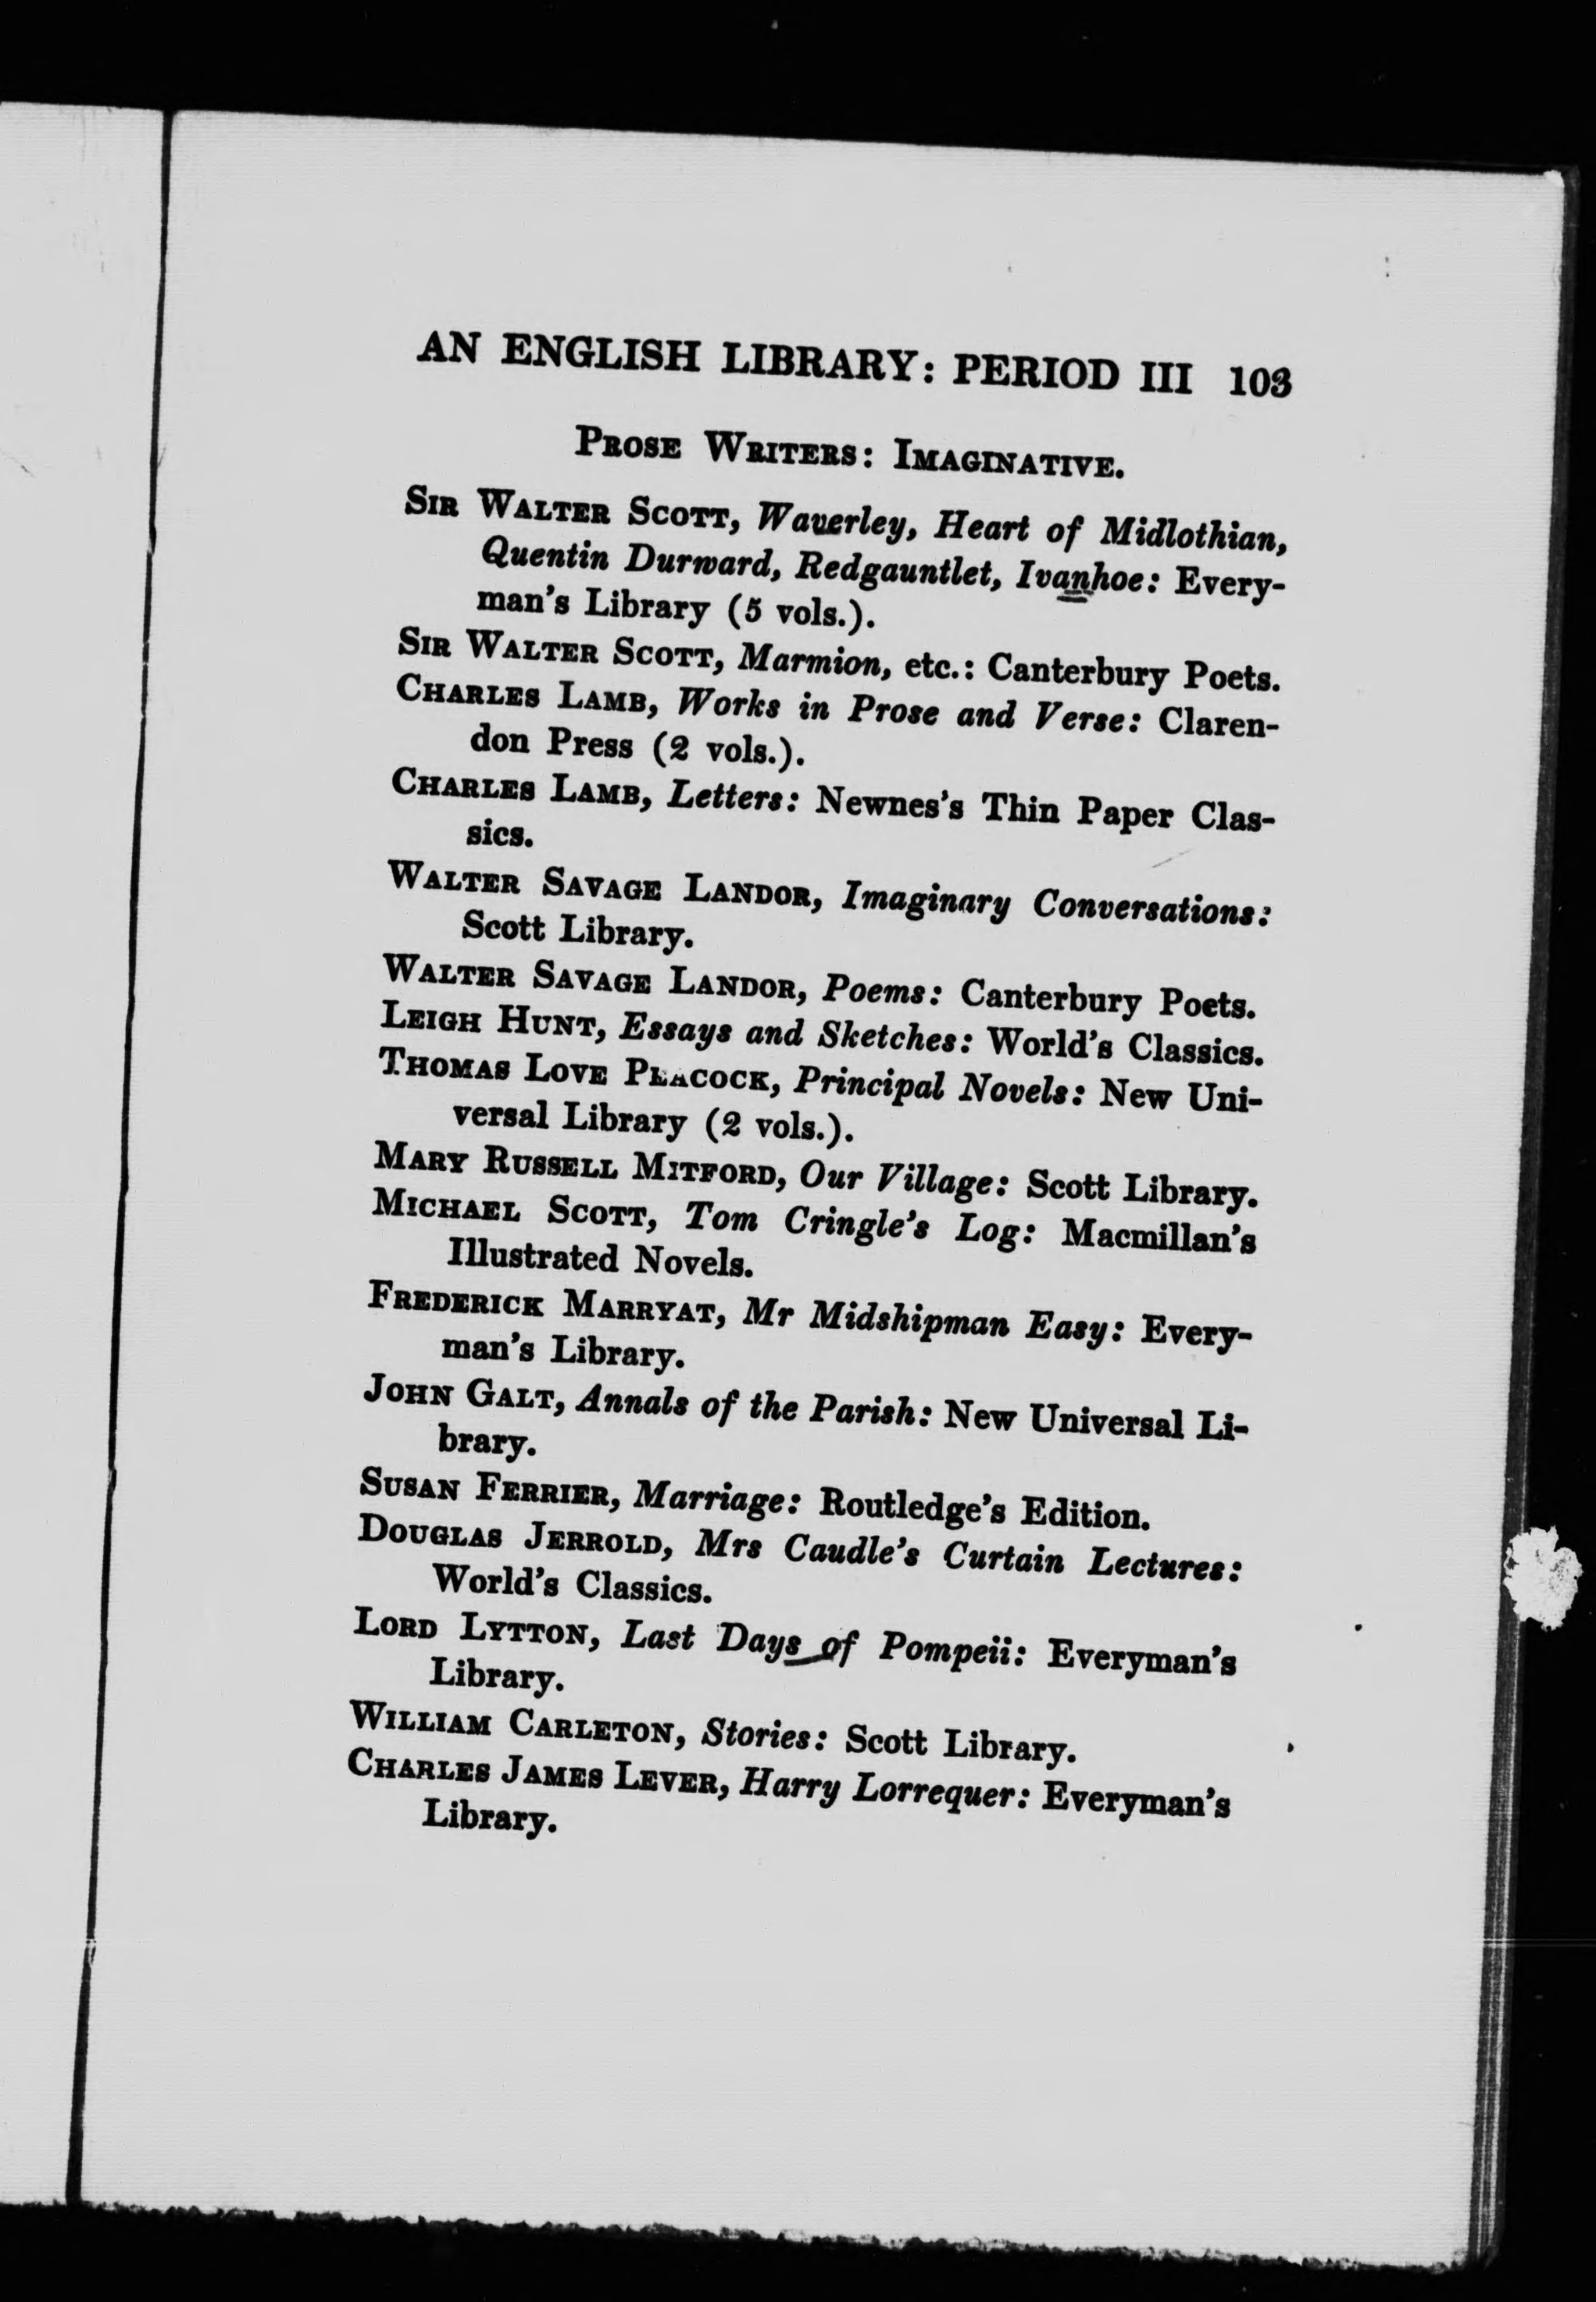 AN ENGLISH LIBRARY: PERIOD III 103
PROSE WRITERS: IMAGINATIVE.
SIR WALTER SCOTT, Waverley, Heart of Midlothian,
Quentin Durward, Redgauntlet, Ivanhoe: Every-
man's Library (5 vols.).
SIR WALTER SCOTT, Marmion, etc.: Canterbury Poets.
CHARLES LAMB, Works in Prose and Verse: Claren-
don Press (2 vols.).
CHARLES LAMB, Letters: Newnes's Thin Paper Clas-
sics.
WALTER SAVAGE LANDOR, Imaginary Conversations:
Scott Library.
WALTER SAVAGE LANDOR, Poems: Canterbury Poets.
LEIGH HUNT, Essays and Sketches: World's Classics.
THOMAS LOVE PEACOCK, Principal Novels: New Uni-
versal Library (2 vols.).
MARY RUSSELL MITFORD, Our Village: Scott Library.
MICHAEL SCOTT, Tom Cringle's Log: Macmillan's
Illustrated Novels.
FREDERICK MARRYAT, Mr Midshipman Easy: Every-
man's Library.
JOHN GALT, Annals of the Parish: New Universal Li-
brary.
SUSAN FERRIER, Marriage: Routledge's Edition.
DOUGLAS JERROLD, Mrs Caudle's Curtain Lectures:
World's Classics.
LORD LYTTON, Last Days of Pompeii: Everyman's
Library.
WILLIAM CARLETON, Stories: Scott Library.
CHARLES JAMES LEVER, Harry Lorrequer: Everyman's
Library.